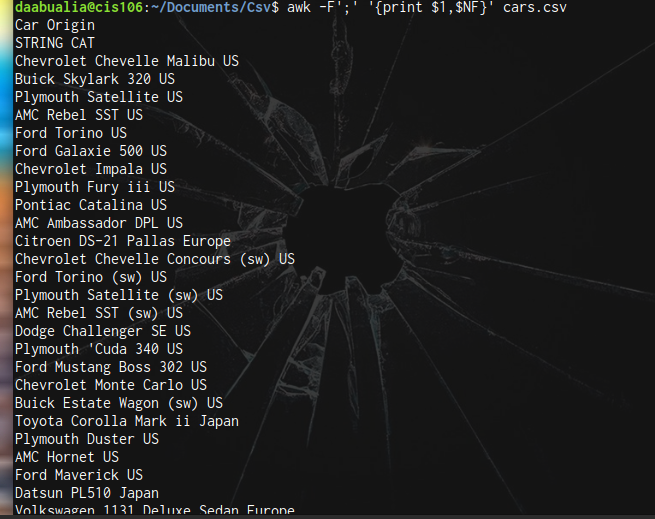 daabualia@cis106:~/Documents/Csv$ awk -F';' '{print $1,$NF}' cars.csv
Car Origin
STRING CAT
Chevrolet Chevelle Malibu US
Buick Skylark 320 US
Plymouth Satellite US
AMC Rebel SST US
Ford Torino US
Ford Galaxie 500 US
Chevrolet Impala US
Plymouth Fury iii US
Pontiac Catalina US
AMC Ambassador DPL US
Citroen DS-21 Pallas Europe
Chevrolet Chevelle Concours (sw) US
Ford Torino (sw) US
Plymouth Satellite (sw) US
AMC Rebel SST (sw) US
Dodge Challenger SE US
Plymouth 'Cuda 340 US
Ford Mustang Boss 302 US
Chevrolet Monte Carlo US
Buick Estate Wagon (sw) US
Toyota Corolla Mark ii Japan
Plymouth Duster US
AMC Hornet US
Ford Maverick US
Datsun PL510 Japan
Volkswagen 1131 Deluxe Sedan Europe